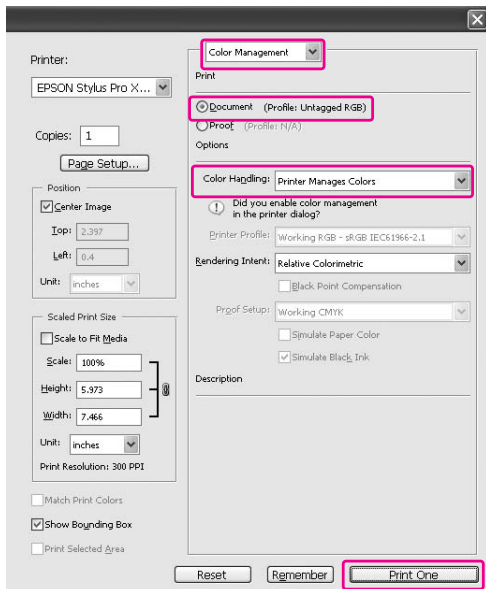 Printer:
EPSON Stylus Pro X...
Copies: 1
Page Setup...
Position
Center Image
Top: 2.397
Left: 0.4
Unit: inches
Scaled Print Size
Scale to Fit Media
Scale: 100%
Height: 5.973
Width: 7.466
Unit: inches
Print Resolution: 300 PPI
Match Print Colors
Show Bounding Box
Print Selected Area
Color Management
Print
Document (Profile: Untagged RGB)
Proof (Profile: N/A)
Options
Color Handling: Printer Manages Colors
Did you enable color management
in the printer dialog?
Printer Profile: Working RGB - sRGB IEC61966-2.1
Rendering Intent: Relative Colorimetric
Black Point Compensation
Proof Setup: Working CMYK
Simulate Paper Color
Simulate Black Ink
Description
Reset
Remember
Print One